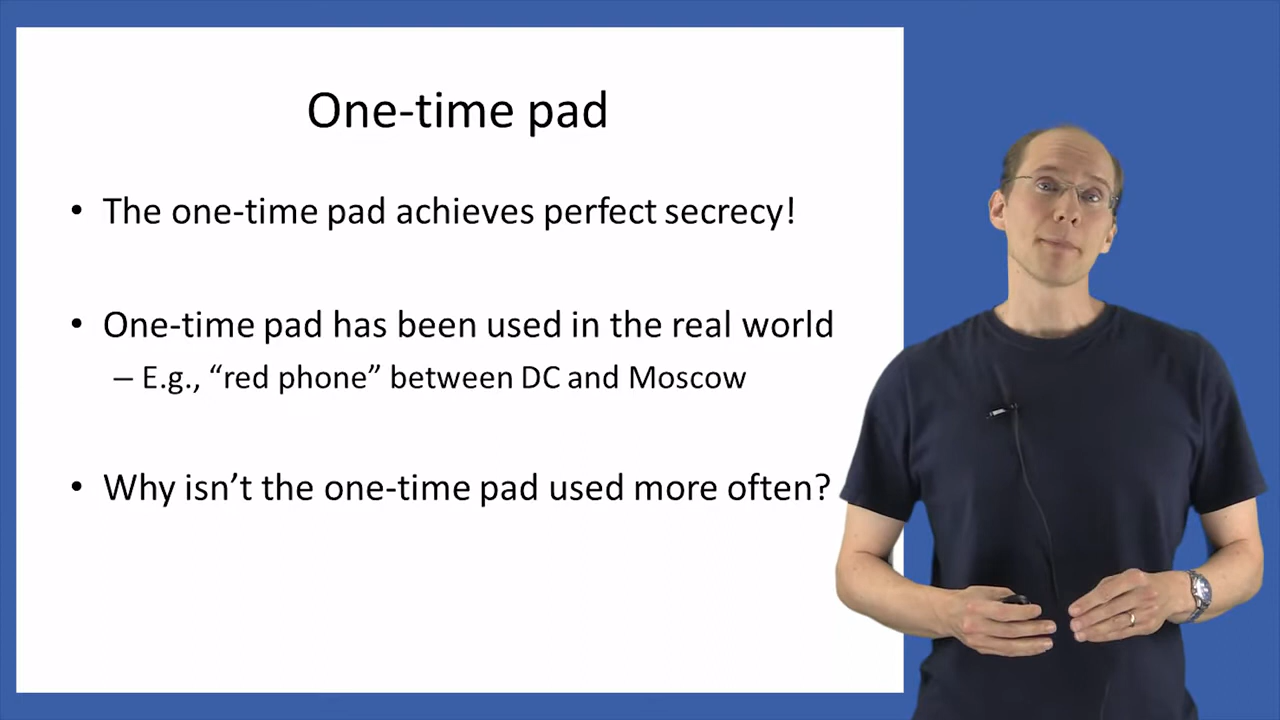 One-time pad
• The one-time pad achieves perfect secrecy!
• One-time pad has been used in the real world
– E.g., “red phone” between DC and Moscow
• Why isn’t the one-time pad used more often?